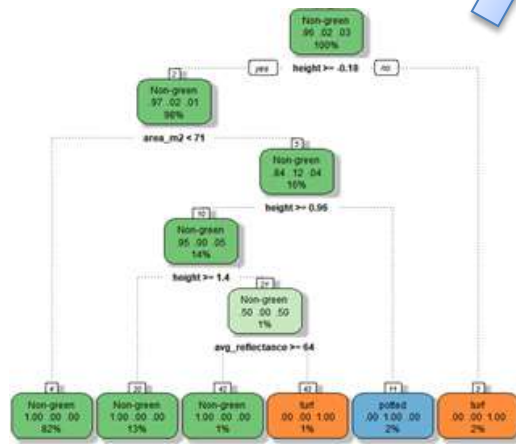 Non-green
.95 .02 .03
100%
yes
height >= -0.18
no
2
Non-green
.97 .02 .01
98%
area_m2 < 71
5
Non-green
.84 .12 .04
16%
height >= 0.95
10
Non-green
.95 .00 .05
14%
height >= 1.4
21
Non-green
.50 .00 .50
1%
avg_reflectance >= 64
4
Non-green
1.00 .00 .00
82%
20
Non-green
1.00 .00 .00
13%
42
Non-green
1.00 .00 .00
1%
turf
.00 .00 1.00
1%
11
potted
.00 1.00 .00
2%
turf
.00 .00 1.00
2%